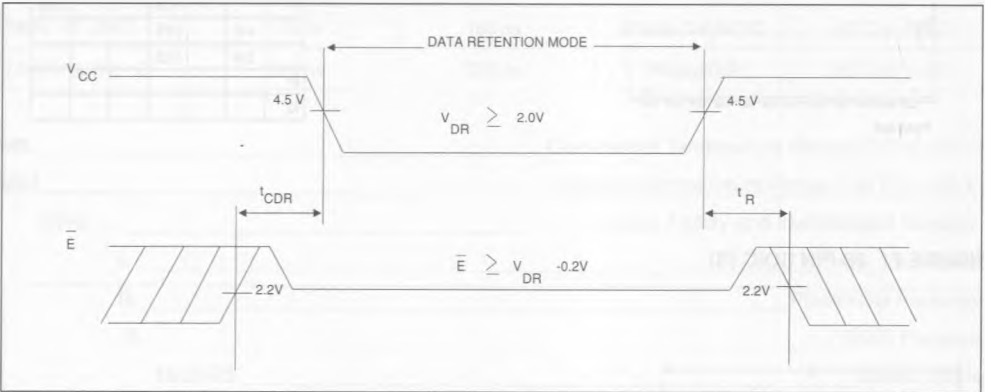 DATA RETENTION MODE
V CC
4.5 V
4.5 V
V DR ≥ 2.0V
t CDR
t R
E̅
E̅ ≥ V DR -0.2V
2.2V
2.2V